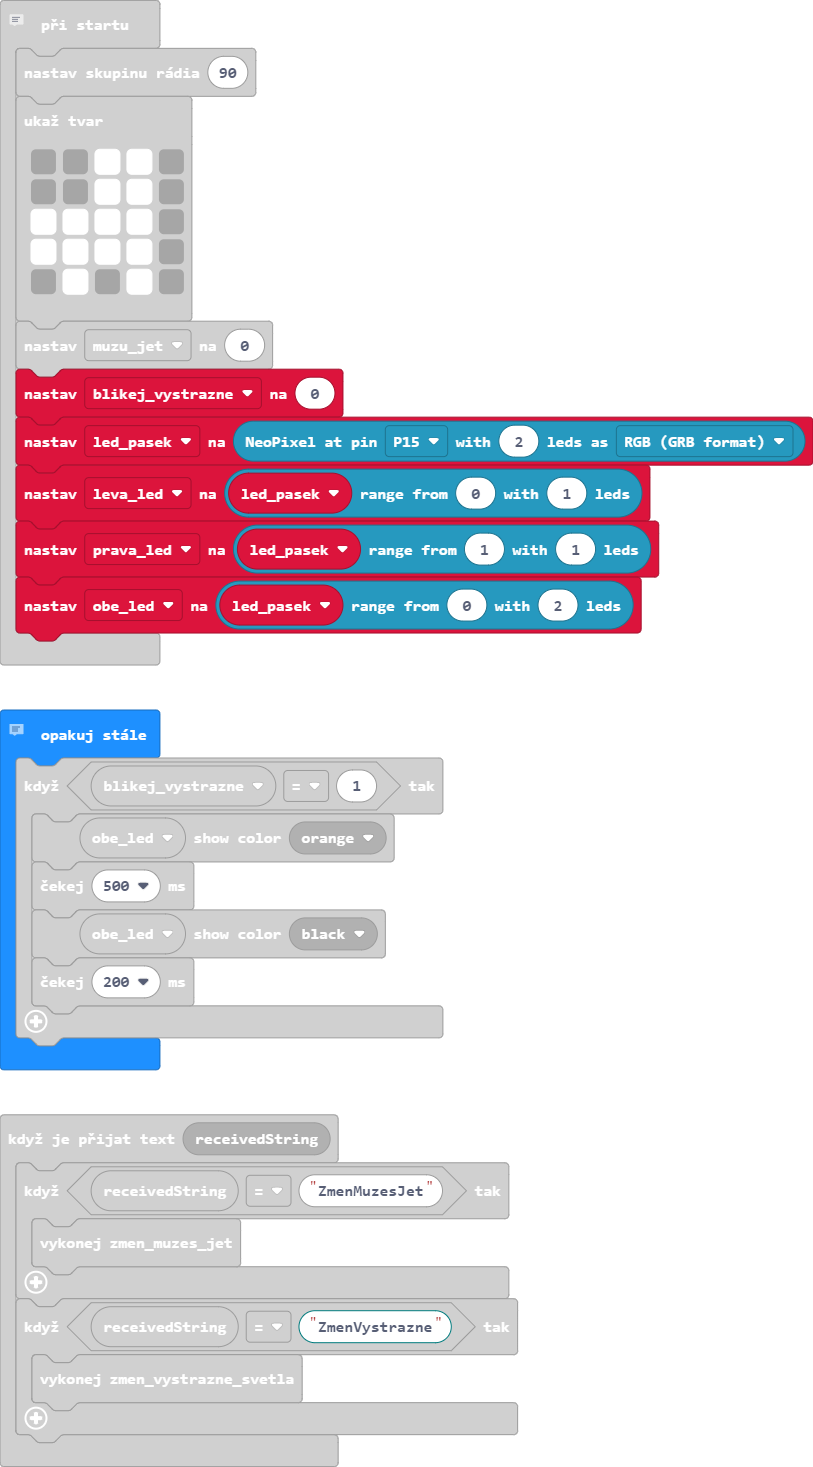 při startu
nastav skupinu rádia 90
ukaž tvar
nastav muzu_jet na 0
nastav blikej_vystrazne na 0
nastav led_pasek na NeoPixel at pin P15 with 2 leds as RGB (GRB format)
nastav leva_led na led_pasek range from 0 with 1 leds
nastav prava_led na led_pasek range from 1 with 1 leds
nastav obe_led na led_pasek range from 0 with 2 leds
opakuj stále
když blikej_vystrazne = 1 tak
obe_led show color orange
čekej 500 ms
obe_led show color black
čekej 200 ms
když je přijat text receivedString
když receivedString = "ZmenMuzesJet" tak
vykonej zmen_muzes_jet
když receivedString = "ZmenVystrazne" tak
vykonej zmen_vystrazne_svetla